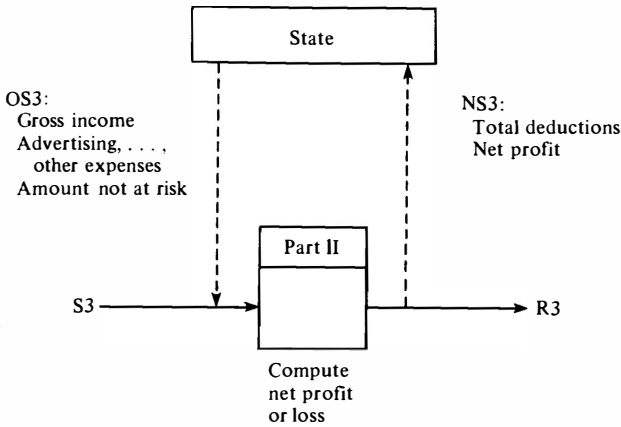 State
OS3:
Gross income
Advertising, . . . ,
other expenses
Amount not at risk
NS3:
Total deductions
Net profit
Part II
S3
R3
Compute
net profit
or loss